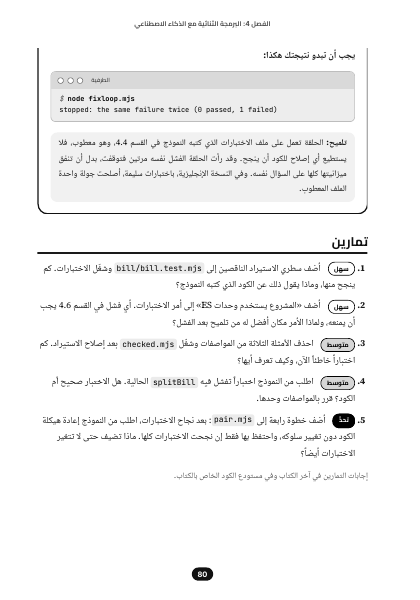 الفصل 4: البرمجة الثنائية مع الذكاء الاصطناعي
يجب أن تبدو نتيجتك هكذا:
الطرفية
$ node fixloop.mjs
stopped: the same failure twice (0 passed, 1 failed)
تلميح: الحلقة تعمل على ملف الاختبارات الذي كتبه النموذج في القسم 4.4، وهو معطوب، فلا
يستطيع أي إصلاح للكود أن ينجح. وقد رأت الحلقة الفشل نفسه مرتين فتوقفت، بدل أن تنفق
ميزانيتها كلها على السؤال نفسه. وفي النسخة الإنجليزية، باختبارات سليمة، أصلحت جولة واحدة
الملف المعطوب.
تمارين
1. سهل أضف سطري الاستيراد الناقصين إلى bill/bill.test.mjs وشغّل الاختبارات. كم
ينجح منها، وماذا يقول ذلك عن الكود الذي كتبه النموذج؟
2. سهل أضف «المشروع يستخدم وحدات ES» إلى أمر الاختبارات. أي فشل في القسم 4.6 يجب
أن يمنعه، ولماذا الأمر مكان أفضل له من تلميح بعد الفشل؟
3. متوسط احذف الأمثلة الثلاثة من المواصفات وشغّل checked.mjs بعد إصلاح الاستيراد. كم
اختباراً خاطئاً الآن، وكيف تعرف أيها؟
4. متوسط اطلب من النموذج اختباراً تفشل فيه splitBill الحالية. هل الاختبار صحيح أم
الكود؟ قرر بالمواصفات وحدها.
5. تحدٍّ أضف خطوة رابعة إلى pair.mjs: بعد نجاح الاختبارات، اطلب من النموذج إعادة هيكلة
الكود دون تغيير سلوكه، واحتفظ بها فقط إن نجحت الاختبارات كلها. ماذا تضيف حتى لا تتغير
الاختبارات أيضاً؟
إجابات التمارين في آخر الكتاب وفي مستودع الكود الخاص بالكتاب.
80